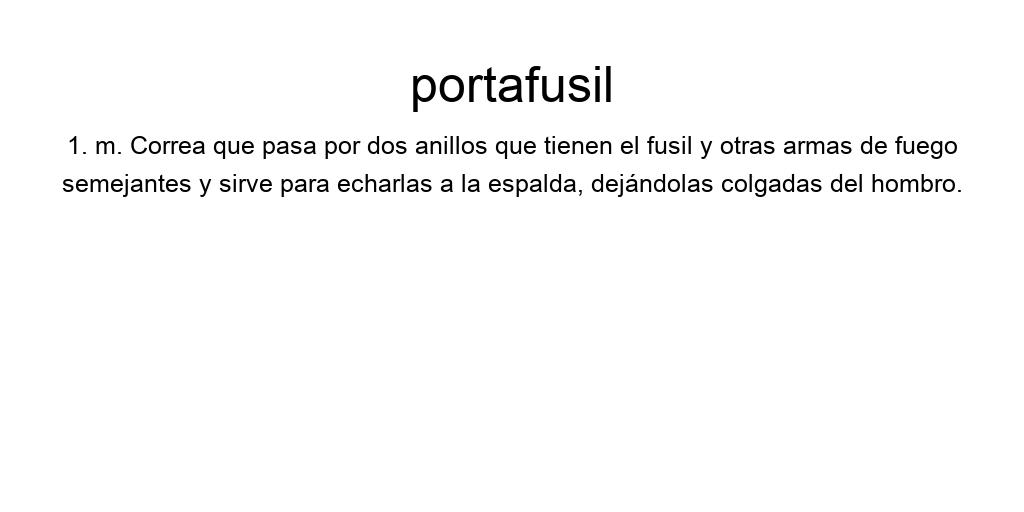 portafusil
1. m. Correa que pasa por dos anillos que tienen el fusil y otras armas de fuego
semejantes y sirve para echarlas a la espalda, dejándolas colgadas del hombro.